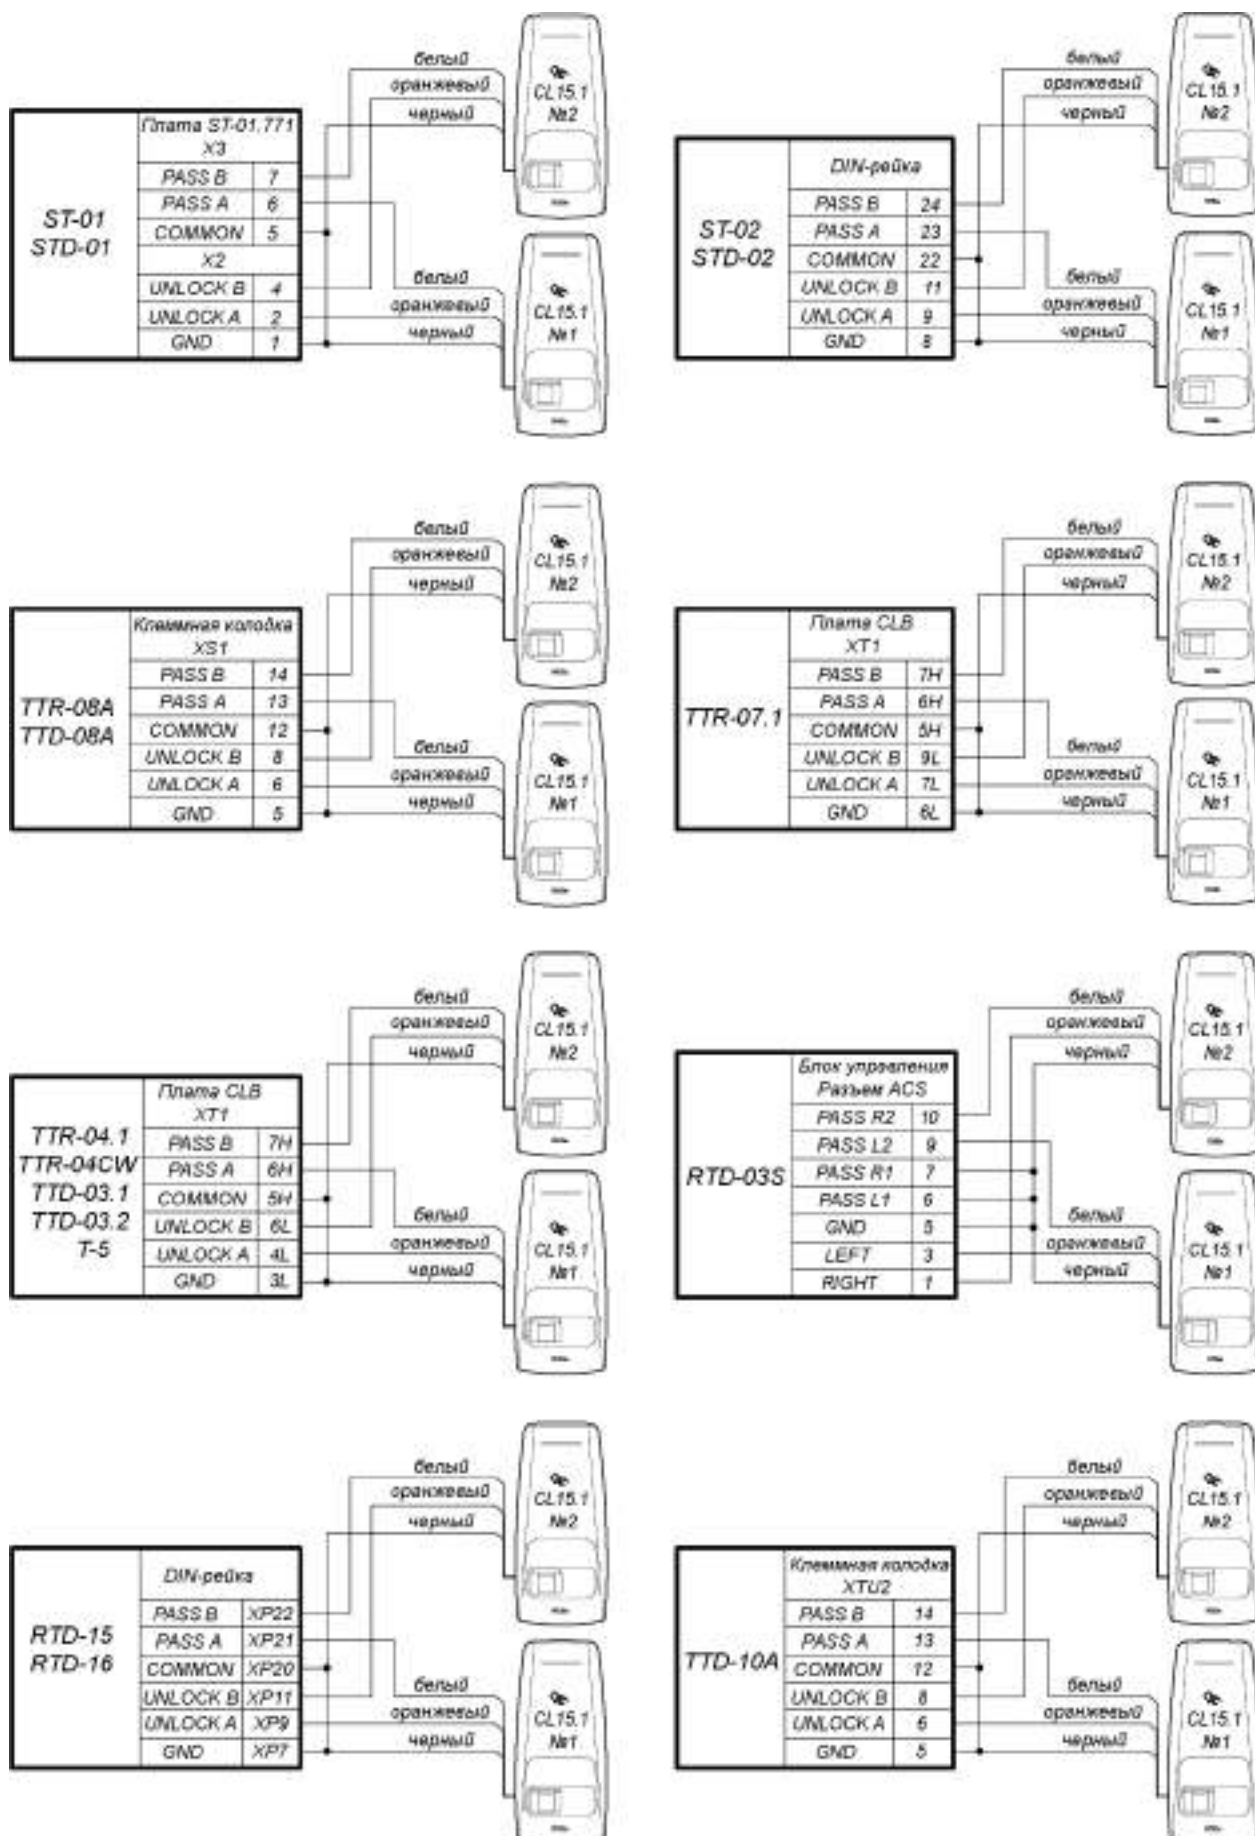 белый
оранжевый
черный
CL15.1
№2
Плата ST-01.771
X3
ST-01
STD-01
PASS B 7
PASS A 6
COMMON 5
X2
UNLOCK B 4
UNLOCK A 2
GND 1
белый
оранжевый
черный
CL15.1
№1
белый
оранжевый
черный
CL15.1
№2
DIN-рейка
ST-02
STD-02
PASS B 24
PASS A 23
COMMON 22
UNLOCK B 11
UNLOCK A 9
GND 8
белый
оранжевый
черный
CL15.1
№1
белый
оранжевый
черный
CL15.1
№2
Клеммная колодка
XS1
TTR-08A
TTD-08A
PASS B 14
PASS A 13
COMMON 12
UNLOCK B 8
UNLOCK A 6
GND 5
белый
оранжевый
черный
CL15.1
№1
белый
оранжевый
черный
CL15.1
№2
Плата CLB
XT1
TTR-07.1
PASS B 7H
PASS A 6H
COMMON 5H
UNLOCK B 9L
UNLOCK A 7L
GND 6L
белый
оранжевый
черный
CL15.1
№1
белый
оранжевый
черный
CL15.1
№2
Плата CLB
XT1
TTR-04.1
TTR-04CW
TTD-03.1
TTD-03.2
T-5
PASS B 7H
PASS A 6H
COMMON 5H
UNLOCK B 6L
UNLOCK A 4L
GND 3L
белый
оранжевый
черный
CL15.1
№1
белый
оранжевый
черный
CL15.1
№2
Блок управления
Разъем ACS
RTD-03S
PASS R2 10
PASS L2 9
PASS R1 7
PASS L1 6
GND 5
LEFT 3
RIGHT 1
белый
оранжевый
черный
CL15.1
№1
белый
оранжевый
черный
CL15.1
№2
DIN-рейка
RTD-15
RTD-16
PASS B XP22
PASS A XP21
COMMON XP20
UNLOCK B XP11
UNLOCK A XP9
GND XP7
белый
оранжевый
черный
CL15.1
№1
белый
оранжевый
черный
CL15.1
№2
Клеммная колодка
XTU2
TTD-10A
PASS B 14
PASS A 13
COMMON 12
UNLOCK B 8
UNLOCK A 6
GND 5
белый
оранжевый
черный
CL15.1
№1